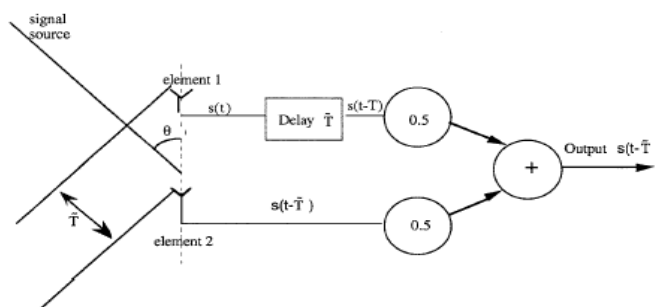 signal
source
element 1
θ
T̃
s(t)
Delay T̃
s(t-T)
0.5
+
Output s(t-T̃
s(t-T̃)
0.5
element 2